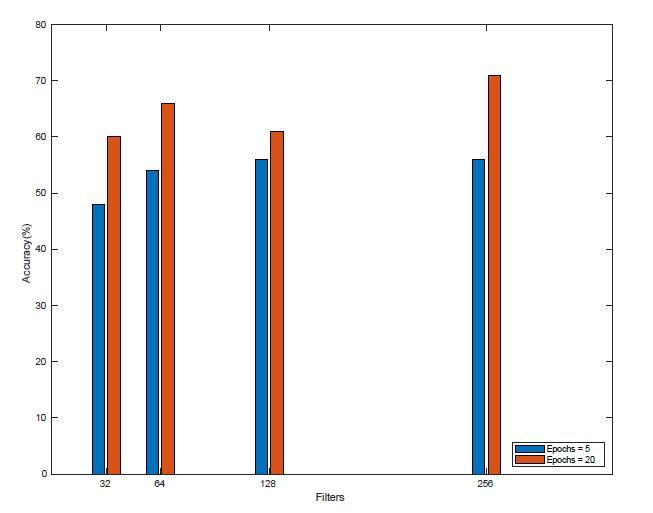 80
70
60
50
40
30
20
10
0
Accuracy(%)
32 64 128 256
Filters
Epochs = 5
Epochs = 20